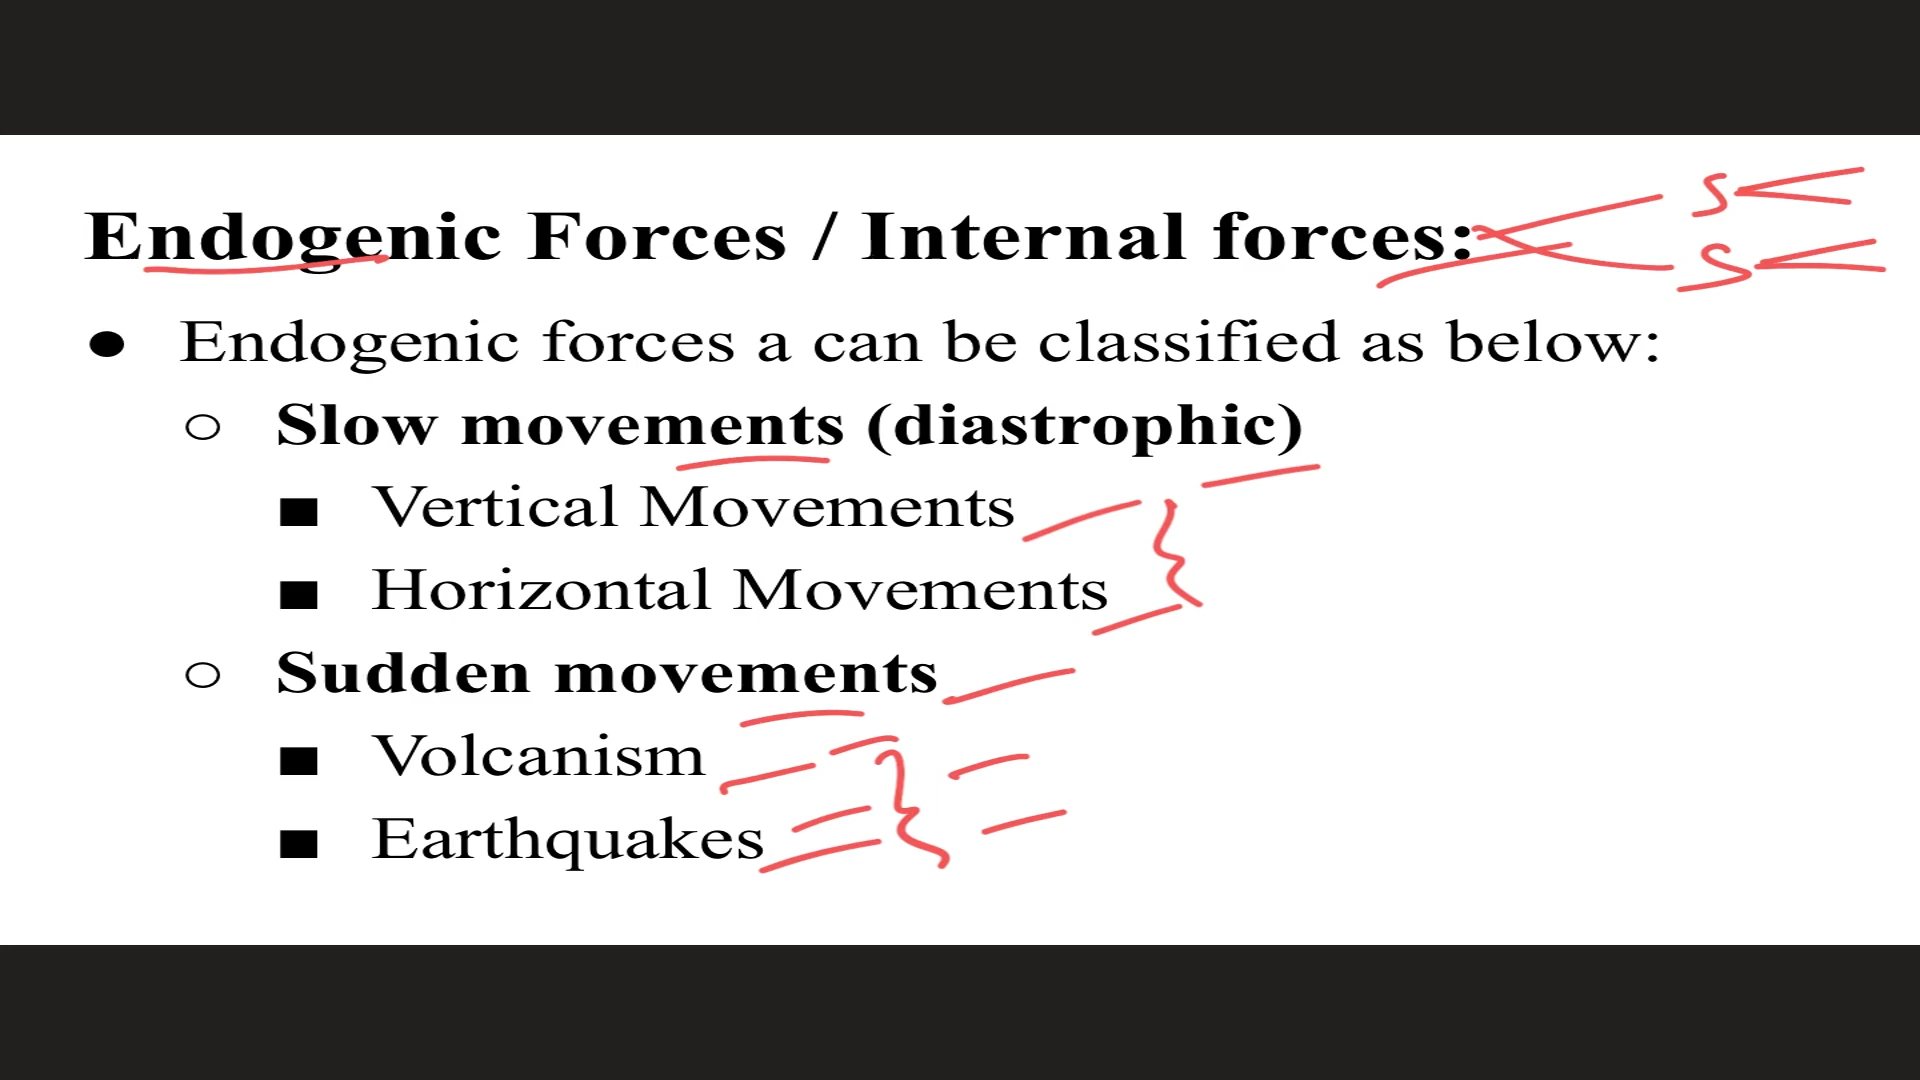 Endogenic Forces / Internal forces: S
S
● Endogenic forces a can be classified as below:
○ Slow movements (diastrophic)
■ Vertical Movements
■ Horizontal Movements
○ Sudden movements
■ Volcanism
■ Earthquakes